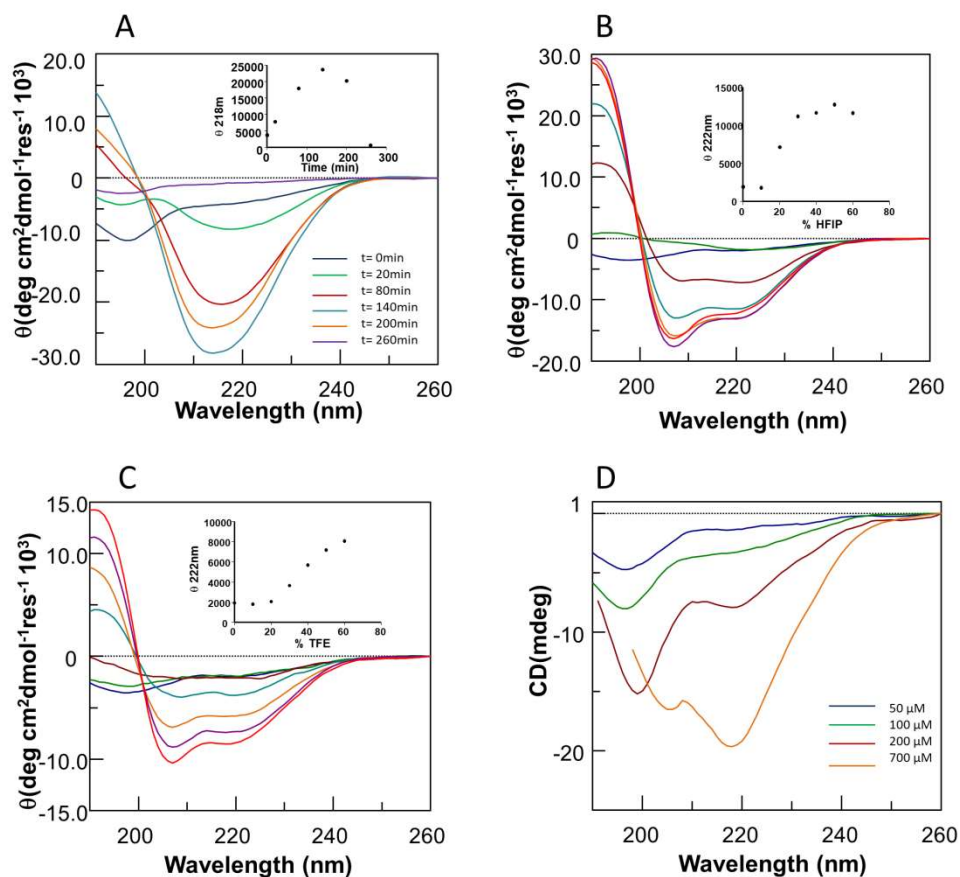 A
θ(deg cm²dmol⁻¹res⁻¹ 10³)
20.0
10.0
0
-10.0
-20.0
-30.0
θ 218m
25000
20000
15000
10000
5000
0
0 100 200 300
Time (min)
t= 0min
t= 20min
t= 80min
t= 140min
t= 200min
t= 260min
200 220 240 260
Wavelength (nm)
B
θ(deg cm²dmol⁻¹res⁻¹ 10³)
30.0
20.0
10.0
0
-10.0
-20.0
θ 222nm
15000
10000
5000
0
0 20 40 60 80
% HFIP
200 220 240 260
Wavelength (nm)
C
θ(deg cm²dmol⁻¹res⁻¹ 10³)
15.0
10.0
0
-10.0
-15.0
θ 222nm
10000
8000
6000
4000
2000
0
0 20 40 60 80
% TFE
200 220 240 260
Wavelength (nm)
D
CD(mdeg)
1
-10
-20
50 µM
100 µM
200 µM
700 µM
200 220 240 260
Wavelength (nm)